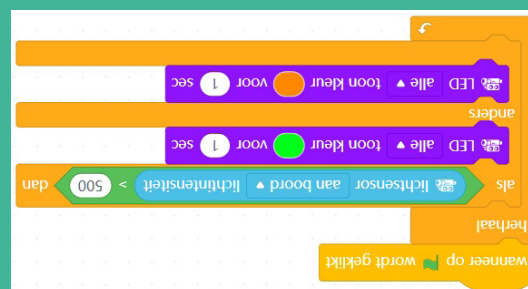 wanneer op wordt geklikt
herhaal
als lichtsensor aan boord lichtintensiteit > 500 dan
LED alle toon kleur voor 1 sec
anders
LED alle toon kleur voor 1 sec